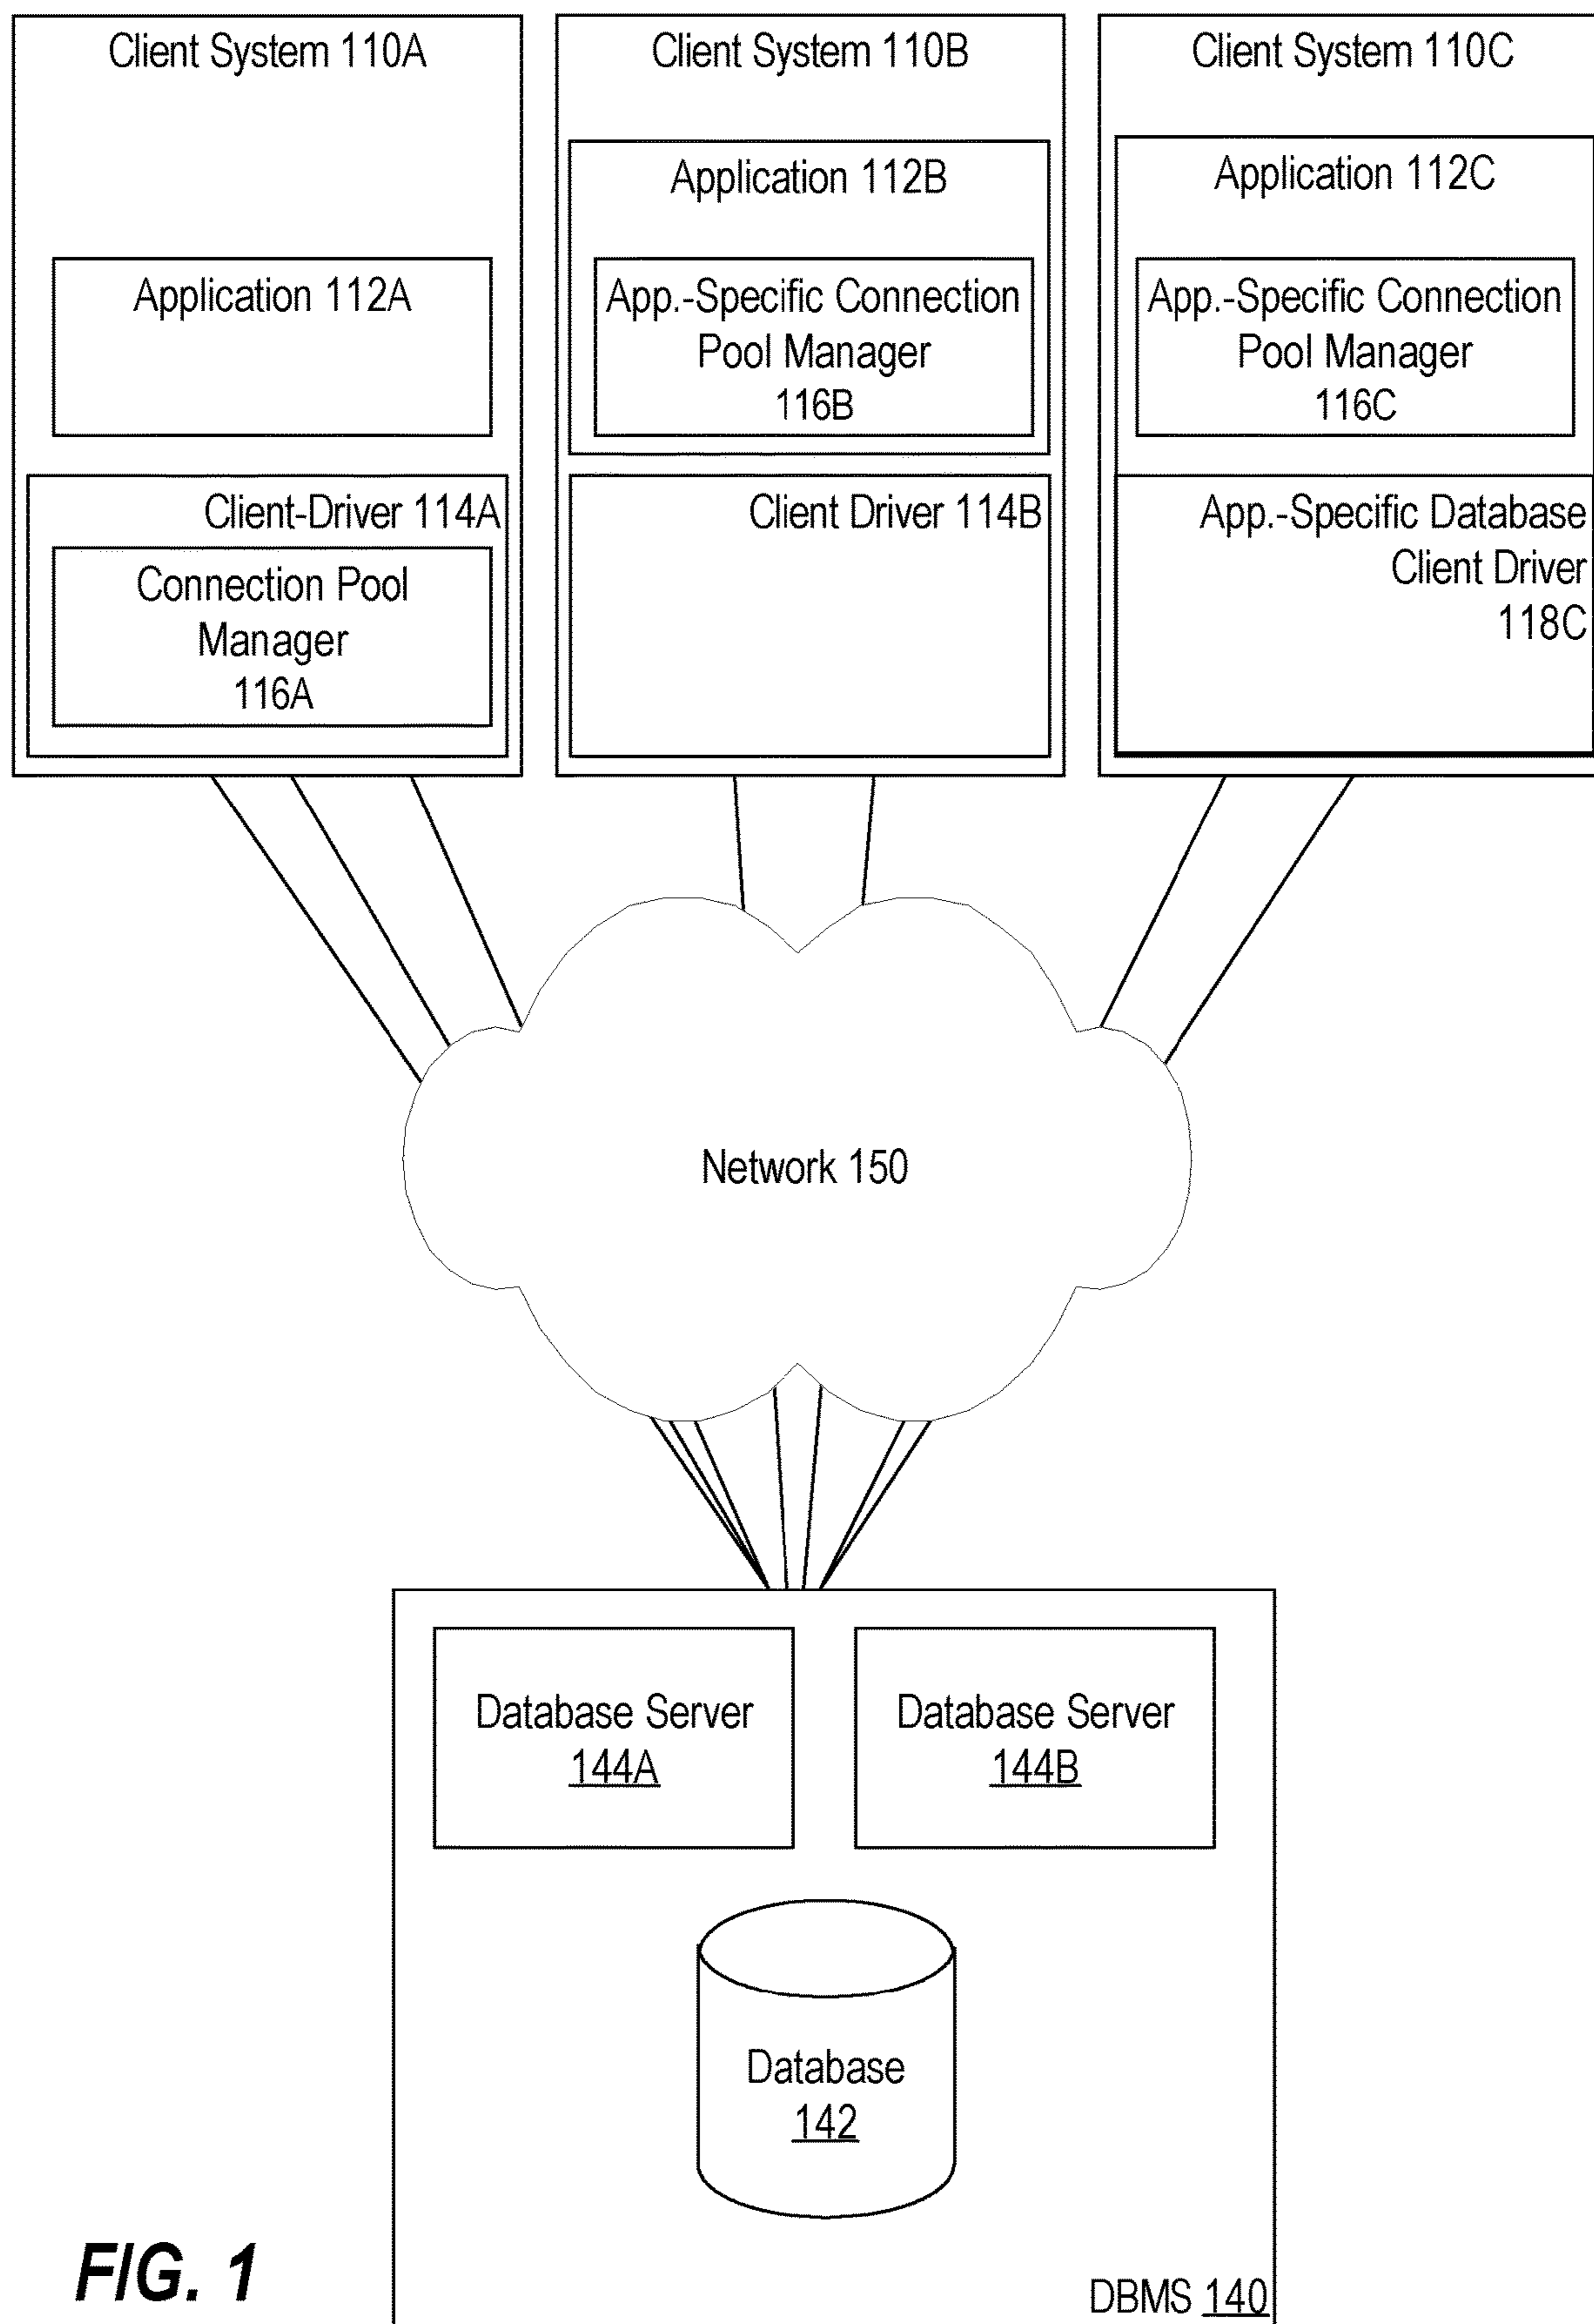 Client System 110A
Application 112A
Client-Driver 114A
Connection Pool
Manager
116A
Client System 110B
Application 112B
App.-Specific Connection
Pool Manager
116B
Client Driver 114B
Client System 110C
Application 112C
App.-Specific Connection
Pool Manager
116C
App.-Specific Database
Client Driver
118C
Network 150
Database Server
144A
Database Server
144B
Database
142
DBMS 140
FIG. 1